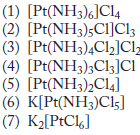 (1) [Pt(NH₃)₆]Cl₄
(2) [Pt(NH₃)₅Cl]Cl₃
(3) [Pt(NH₃)₄Cl₂]Cl₂
(4) [Pt(NH₃)₃Cl₃]Cl
(5) [Pt(NH₃)₂Cl₄]
(6) K[Pt(NH₃)Cl₅]
(7) K₂[PtCl₆]